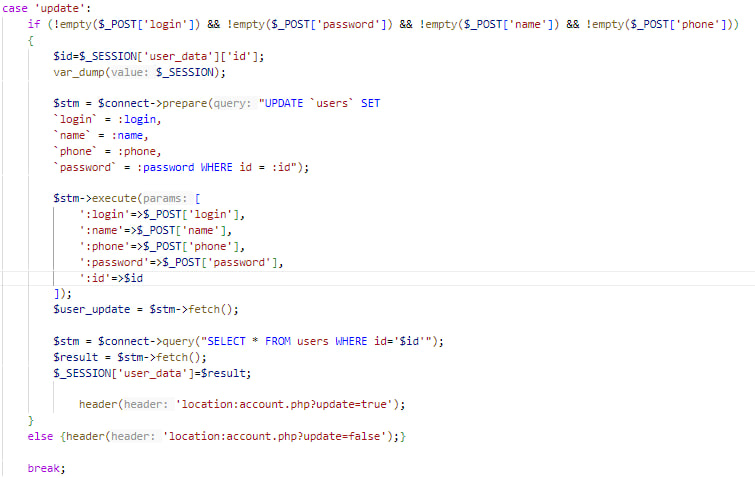 case 'update':
if (!empty($_POST['login']) && !empty($_POST['password']) && !empty($_POST['name']) && !empty($_POST['phone']))
{
$id=$_SESSION['user_data']['id'];
var_dump(value: $_SESSION);
$stm = $connect->prepare(query: "UPDATE `users` SET
`login` = :login,
`name` = :name,
`phone` = :phone,
`password` = :password WHERE id = :id");
$stm->execute(params: [
':login'=>$_POST['login'],
':name'=>$_POST['name'],
':phone'=>$_POST['phone'],
':password'=>$_POST['password'],
':id'=>$id
]);
$user_update = $stm->fetch();
$stm = $connect->query("SELECT * FROM users WHERE id='$id'");
$result = $stm->fetch();
$_SESSION['user_data']=$result;
header(header: 'location:account.php?update=true');
}
else {header(header: 'location:account.php?update=false');}
break;